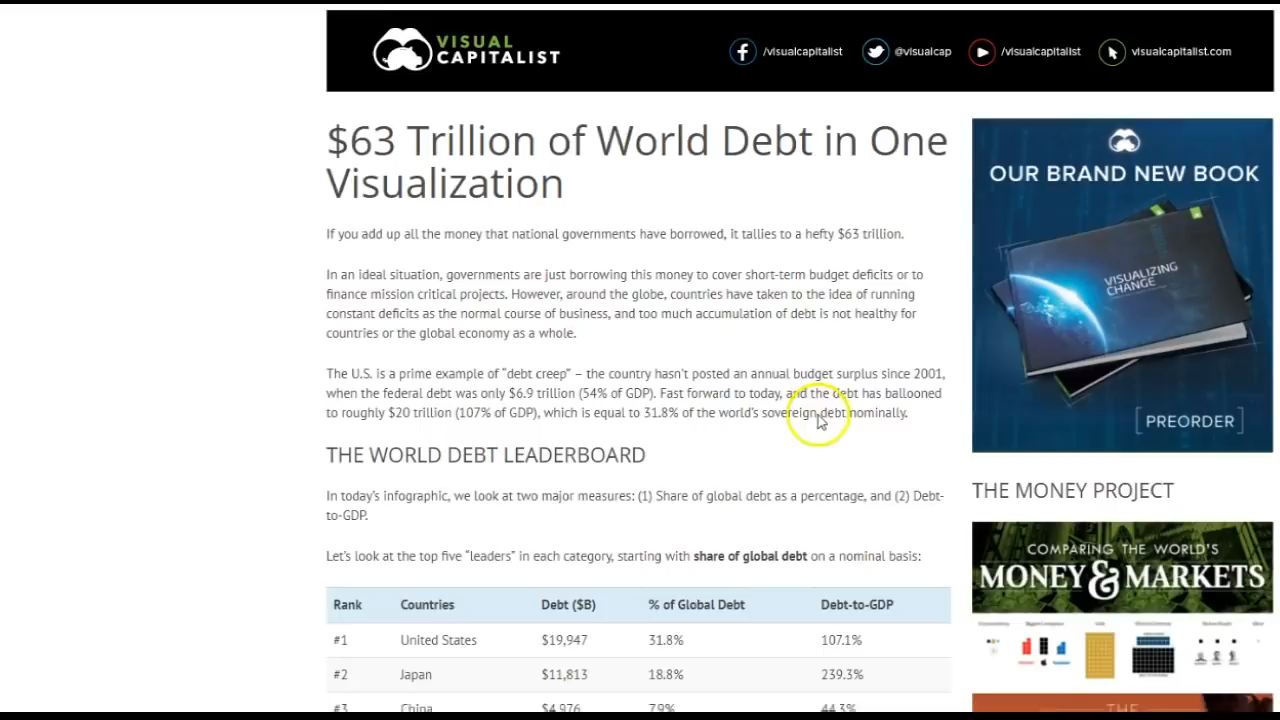 VISUAL
CAPITALIST
/visualcapitalist
@visualcap
/visualcapitalist
visualcapitalist.com
$63 Trillion of World Debt in One
Visualization
If you add up all the money that national governments have borrowed, it tallies to a hefty $63 trillion.
In an ideal situation, governments are just borrowing this money to cover short-term budget deficits or to
finance mission critical projects. However, around the globe, countries have taken to the idea of running
constant deficits as the normal course of business, and too much accumulation of debt is not healthy for
countries or the global economy as a whole.
The U.S. is a prime example of “debt creep” – the country hasn’t posted an annual budget surplus since 2001,
when the federal debt was only $6.9 trillion (54% of GDP). Fast forward to today, and the debt has ballooned
to roughly $20 trillion (107% of GDP), which is equal to 31.8% of the world’s sovereign debt nominally.
THE WORLD DEBT LEADERBOARD
In today’s infographic, we look at two major measures: (1) Share of global debt as a percentage, and (2) Debt-
to-GDP.
Let’s look at the top five “leaders” in each category, starting with share of global debt on a nominal basis:
Rank Countries Debt ($B) % of Global Debt Debt-to-GDP
#1 United States $19,947 31.8% 107.1%
#2 Japan $11,813 18.8% 239.3%
#3 China $4,976 7.9% 44.3%
OUR BRAND NEW BOOK
VISUALIZING
CHANGE
[PREORDER]
THE MONEY PROJECT
COMPARING THE WORLD'S
MONEY & MARKETS
THE